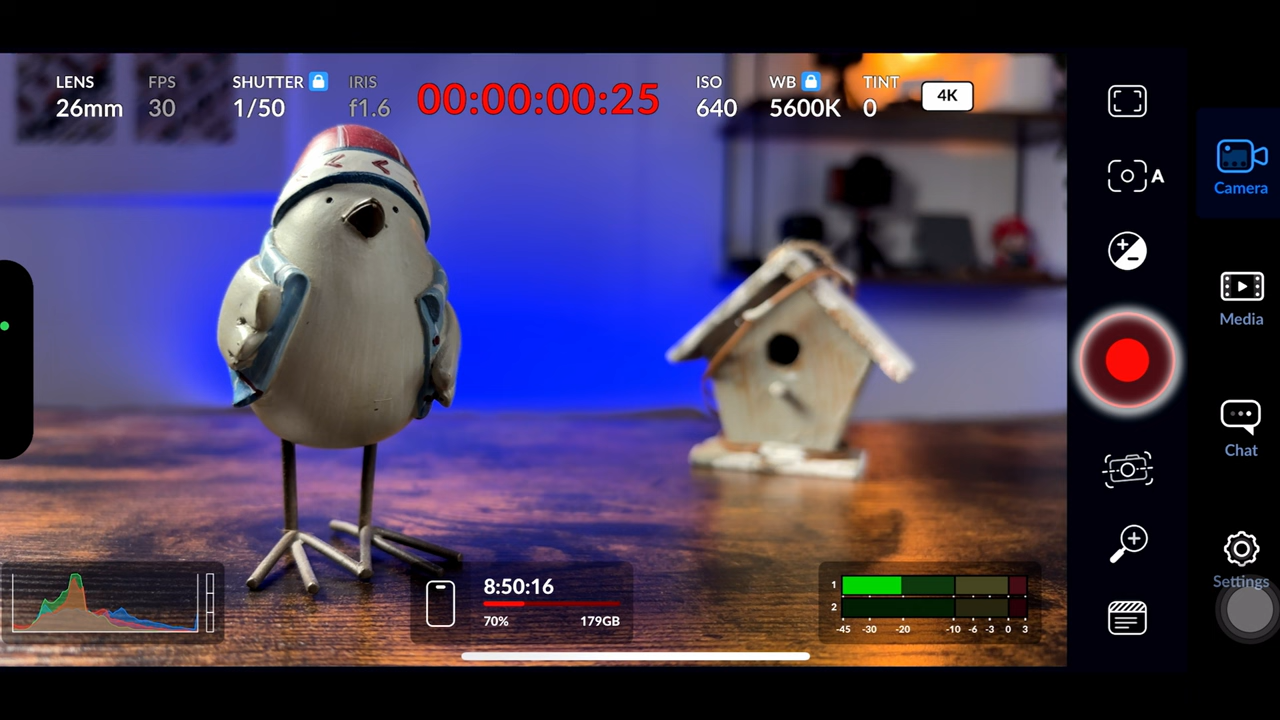 LENS
26mm
FPS
30
SHUTTER
1/50
IRIS
f1.6
00:00:00:25
ISO
640
WB
5600K
TINT
0
4K
A
Camera
Media
Chat
Settings
8:50:16
70% 179GB
1
2
-45 -30 -20 -10 -6 -3 0 3